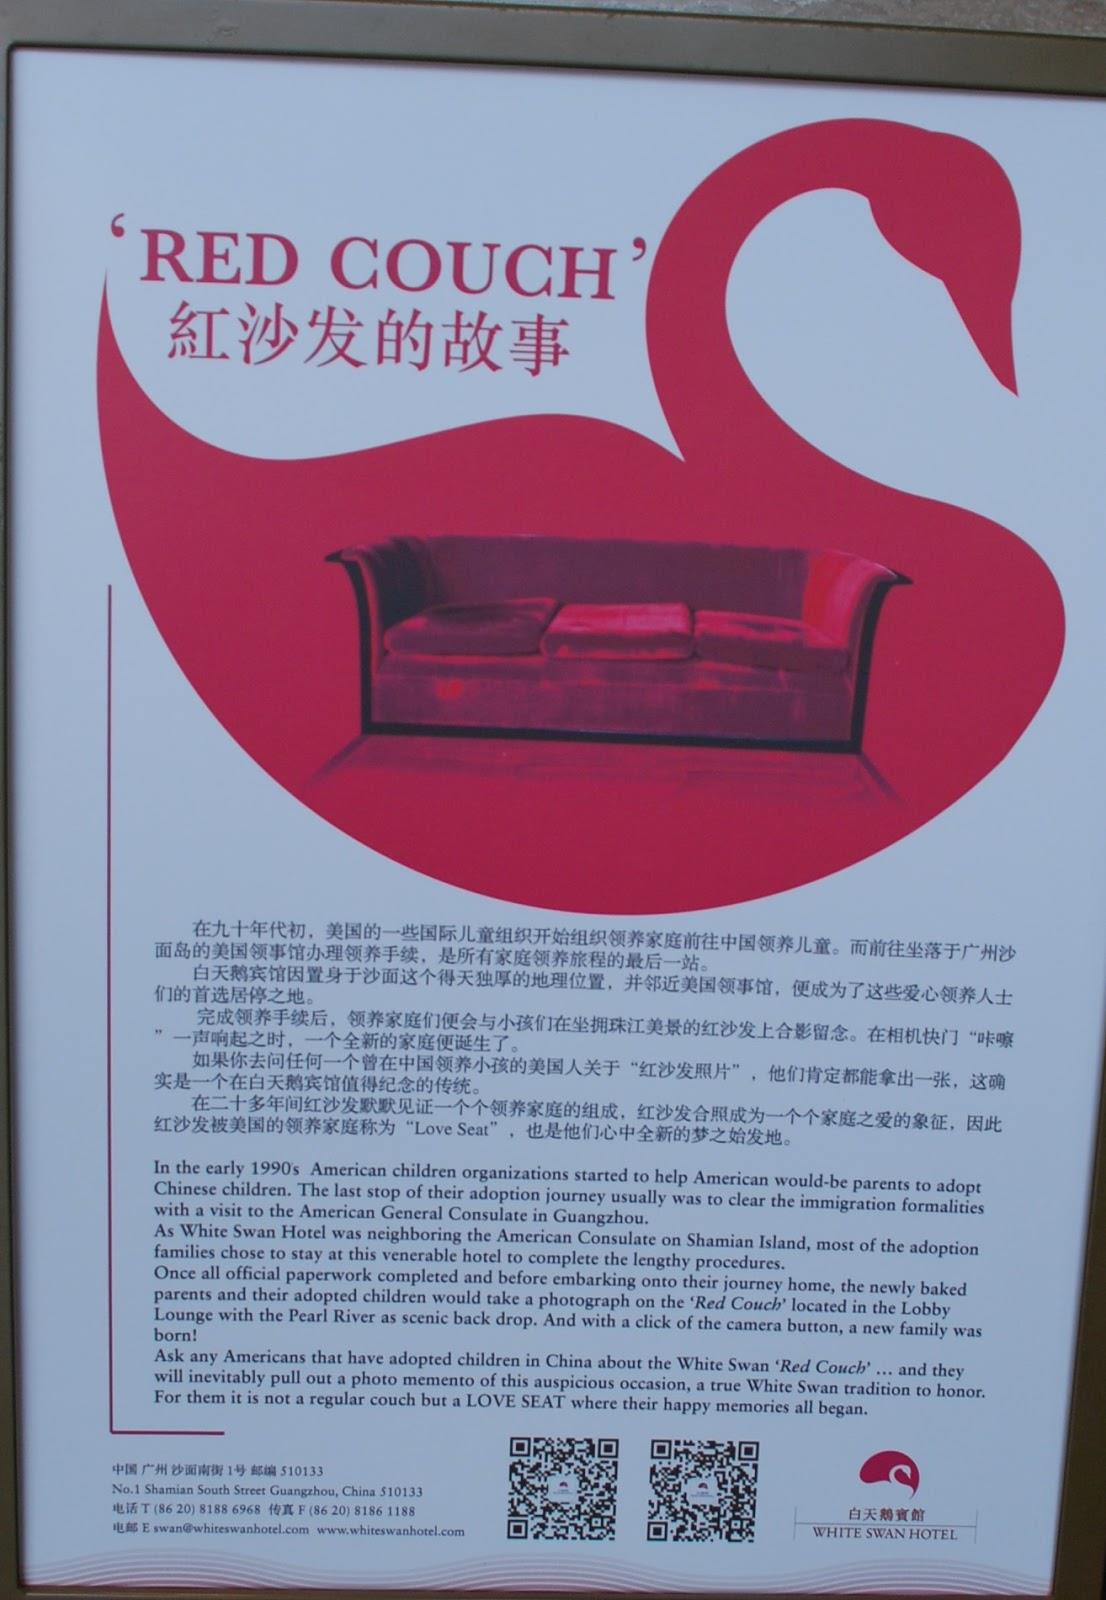 ‘RED COUCH’
紅沙发的故事
在九十年代初，美国的一些国际儿童组织开始组织领养家庭前往中国领养儿童。而前往坐落于广州沙
面岛的美国领事馆办理领养手续，是所有家庭领养旅程的最后一站。
白天鹅宾馆因置身于沙面这个得天独厚的地理位置，并邻近美国领事馆，便成为了这些爱心领养人士
们的首选居停之地。
完成领养手续后，领养家庭们便会与小孩们在坐拥珠江美景的红沙发上合影留念。在相机快门“咔嚓
”一声响起之时，一个全新的家庭便诞生了。
如果你去问任何一个曾在中国领养小孩的美国人关于“红沙发照片”，他们肯定都能拿出一张，这确
实是一个在白天鹅宾馆值得纪念的传统。
在二十多年间红沙发默默见证一个个领养家庭的组成，红沙发合照成为一个个家庭之爱的象征，因此
红沙发被美国的领养家庭称为“Love Seat”，也是他们心中全新的梦之始发地。
In the early 1990s American children organizations started to help American would-be parents to adopt
Chinese children. The last stop of their adoption journey usually was to clear the immigration formalities
with a visit to the American General Consulate in Guangzhou.
As White Swan Hotel was neighboring the American Consulate on Shamian Island, most of the adoption
families chose to stay at this venerable hotel to complete the lengthy procedures.
Once all official paperwork completed and before embarking onto their journey home, the newly baked
parents and their adopted children would take a photograph on the ‘Red Couch’ located in the Lobby
Lounge with the Pearl River as scenic back drop. And with a click of the camera button, a new family was
born!
Ask any Americans that have adopted children in China about the White Swan ‘Red Couch’ ... and they
will inevitably pull out a photo memento of this auspicious occasion, a true White Swan tradition to honor.
For them it is not a regular couch but a LOVE SEAT where their happy memories all began.
中国 广州 沙面南街 1号 邮编 510133
No.1 Shamian South Street Guangzhou, China 510133
电话 T (86 20) 8188 6968 传真 F (86 20) 8186 1188
电邮 E swan@whiteswanhotel.com www.whiteswanhotel.com
白天鵝賓館
WHITE SWAN HOTEL